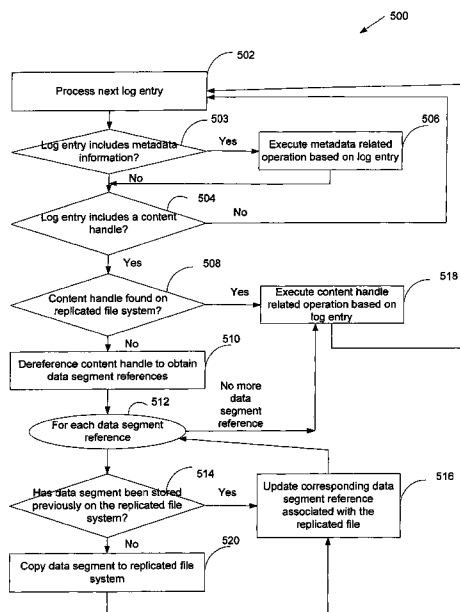 500
502
Process next log entry
503
Log entry includes metadata
information?
Yes
506
Execute metadata related
operation based on log entry
No
504
Log entry includes a content
handle?
No
Yes
508
Content handle found on
replicated file system?
Yes
518
Execute content handle
related operation based on
log entry
No
510
Dereference content handle to obtain
data segment references
No more
data
segment
reference
512
For each data segment
reference
514
Has data segment been stored
previously on the replicated file
system?
Yes
Update corresponding data
segment reference
associated with the
replicated file
516
No
520
Copy data segment to replicated file
system